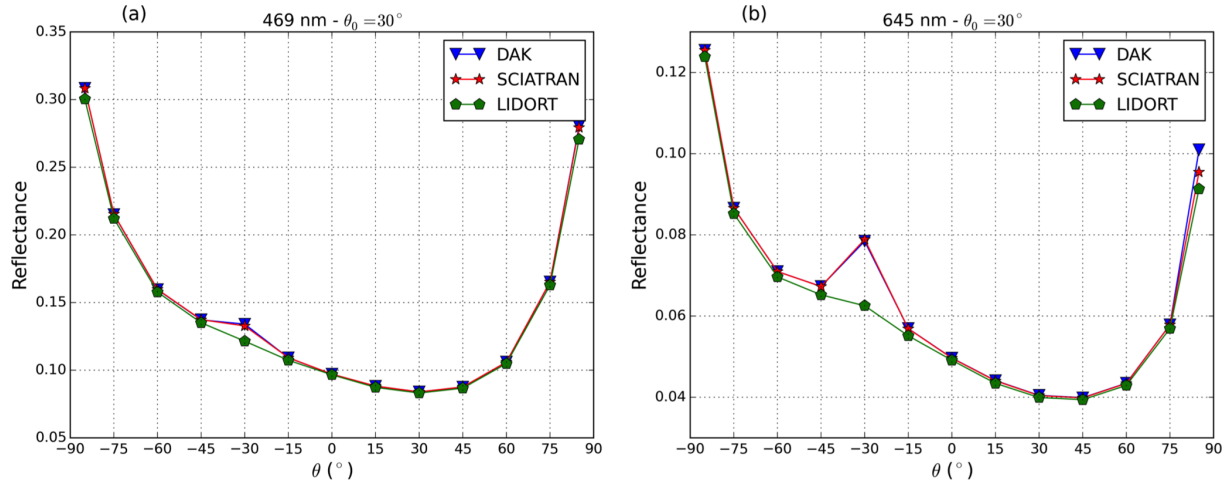 (a)
469 nm - θ₀ =30°
0.35
0.30
0.25
0.20
0.15
0.10
0.05
Reflectance
DAK
SCIATRAN
LIDORT
−90 −75 −60 −45 −30 −15 0 15 30 45 60 75 90
θ (°)
(b)
645 nm - θ₀ =30°
0.12
0.10
0.08
0.06
0.04
Reflectance
DAK
SCIATRAN
LIDORT
−90 −75 −60 −45 −30 −15 0 15 30 45 60 75 90
θ (°)